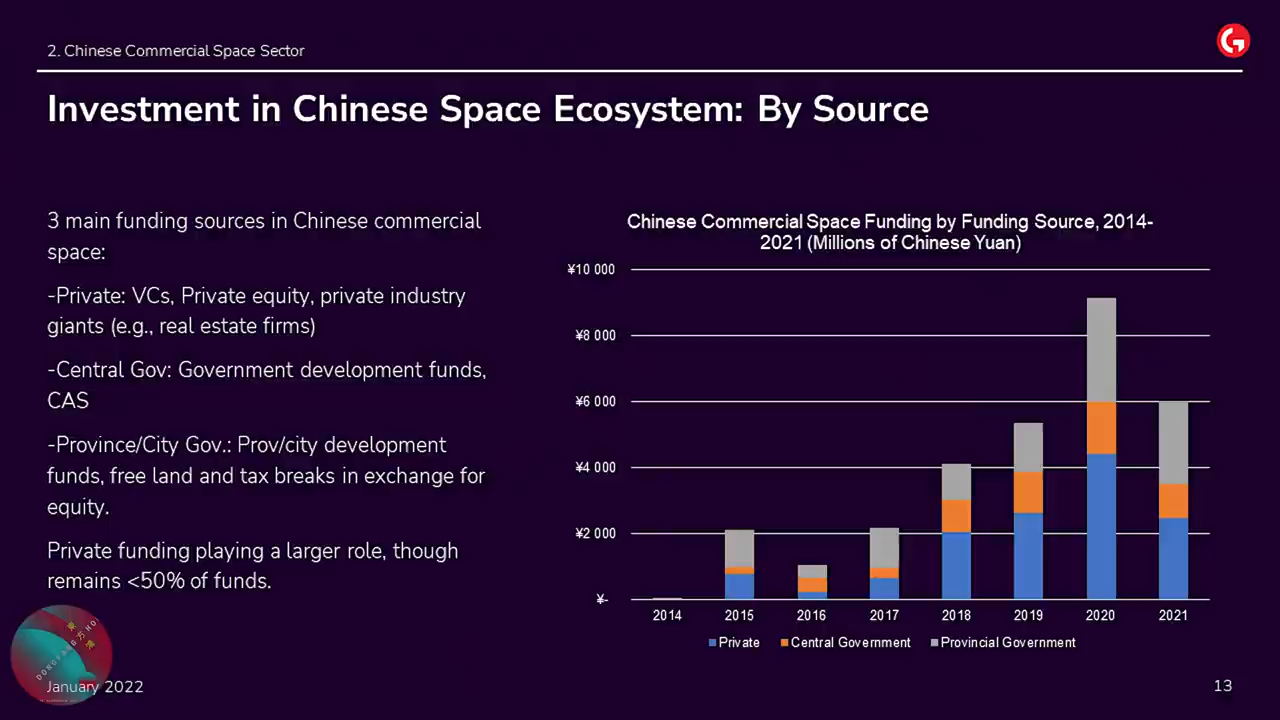 2. Chinese Commercial Space Sector
Investment in Chinese Space Ecosystem: By Source
3 main funding sources in Chinese commercial
space:
-Private: VCs, Private equity, private industry
giants (e.g., real estate firms)
-Central Gov: Government development funds,
CAS
-Province/City Gov.: Prov/city development
funds, free land and tax breaks in exchange for
equity.
Private funding playing a larger role, though
remains <50% of funds.
Chinese Commercial Space Funding by Funding Source, 2014-
2021 (Millions of Chinese Yuan)
¥10 000
¥8 000
¥6 000
¥4 000
¥2 000
¥-
2014 2015 2016 2017 2018 2019 2020 2021
Private Central Government Provincial Government
DONGFANG HOUR
January 2022
13